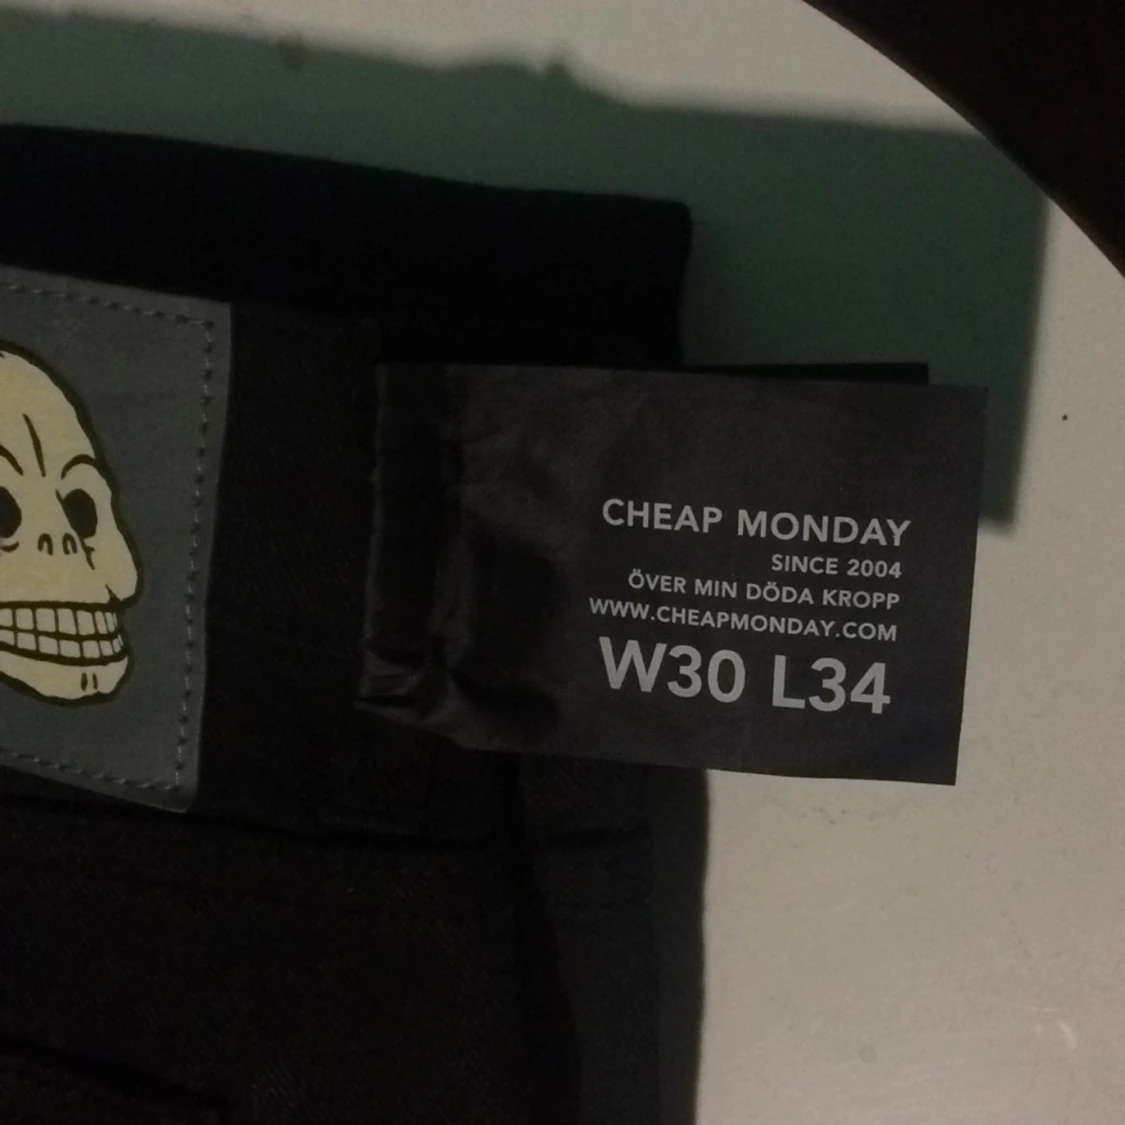 CHEAP MONDAY
SINCE 2004
ÖVER MIN DÖDA KROPP
WWW.CHEAPMONDAY.COM
W30 L34